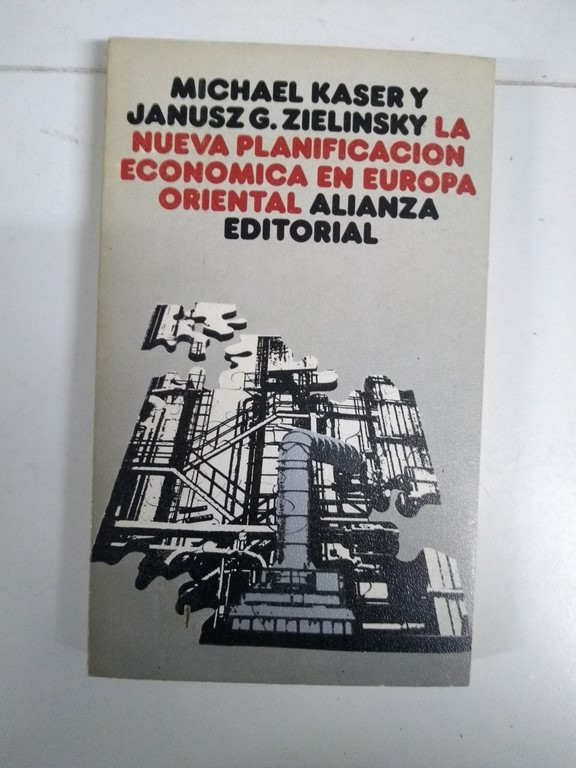 MICHAEL KASER Y
JANUSZ G. ZIELINSKY LA
NUEVA PLANIFICACION
ECONOMICA EN EUROPA
ORIENTAL ALIANZA
EDITORIAL